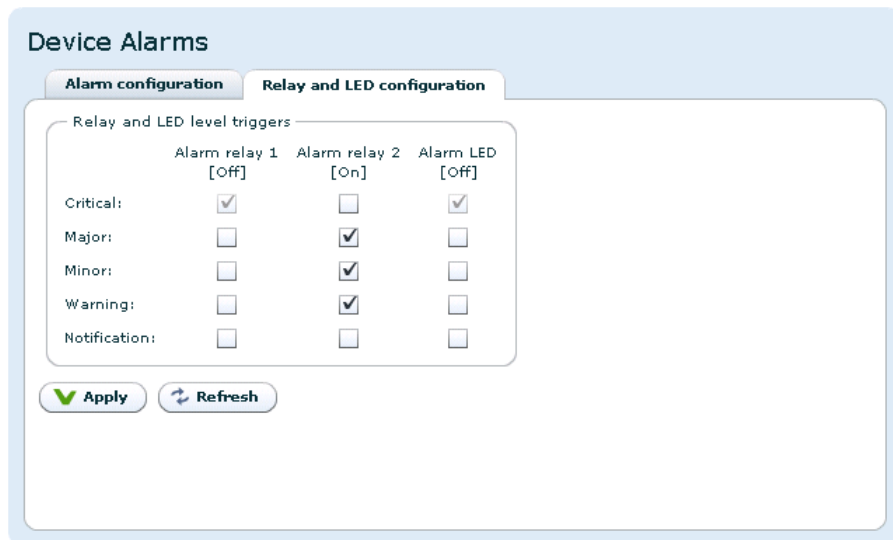 Device Alarms
Alarm configuration
Relay and LED configuration
Relay and LED level triggers
Alarm relay 1 Alarm relay 2 Alarm LED
[Off] [On] [Off]
Critical:
Major:
Minor:
Warning:
Notification:
Apply Refresh